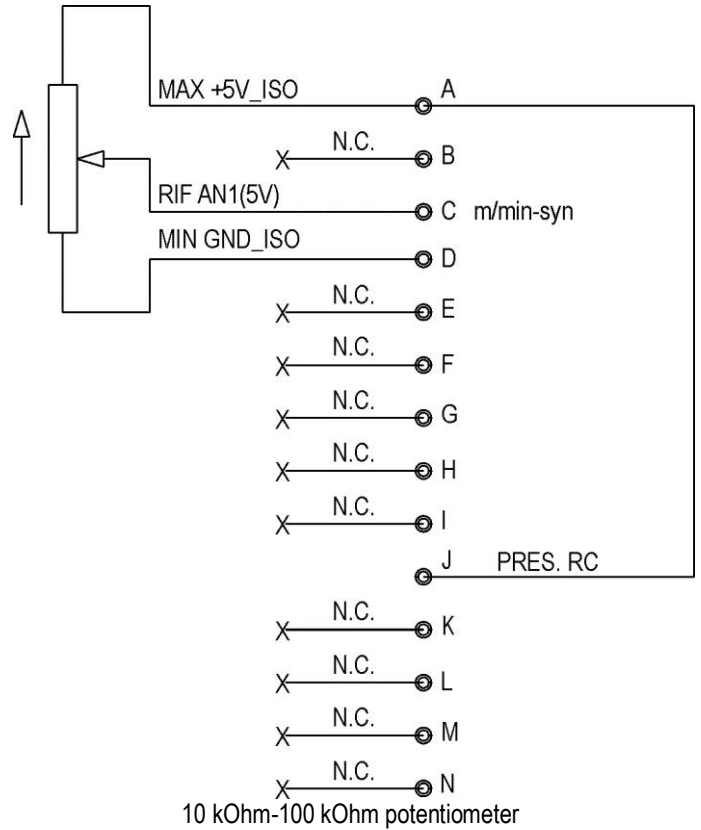 MAX +5V_ISO A
N.C. B
X
RIF AN1(5V) C m/min-syn
MIN GND_ISO D
N.C. E
X
N.C. F
X
N.C. G
X
N.C. H
X
N.C. I
X
J PRES. RC
N.C. K
X
N.C. L
X
N.C. M
X
N.C. N
X
10 kOhm-100 kOhm potentiometer